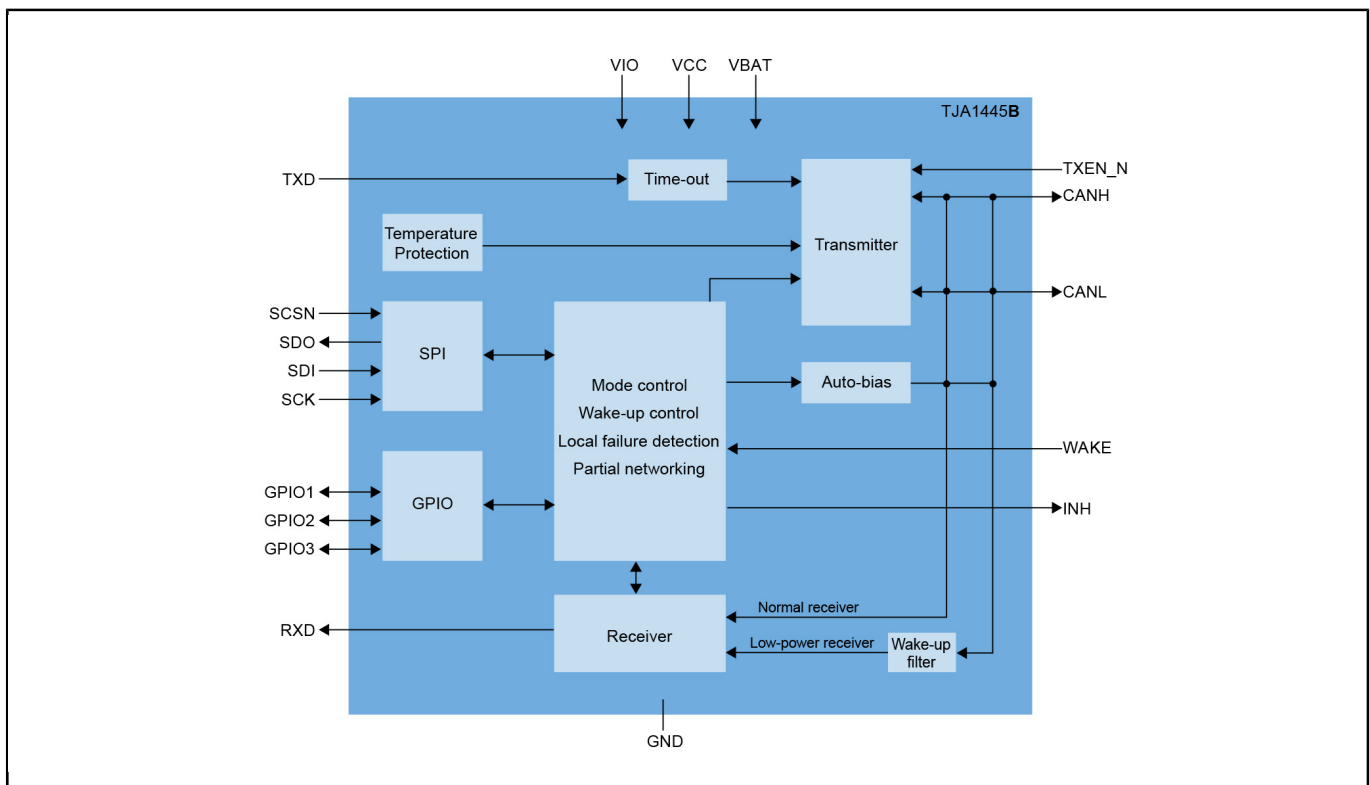 VIO VCC VBAT
TJA1445B
TXD
Time-out
TXEN_N
CANH
Temperature
Protection
Transmitter
CANL
SCSN
SDO
SDI
SCK
SPI
Mode control
Wake-up control
Local failure detection
Partial networking
Auto-bias
WAKE
GPIO1
GPIO2
GPIO3
GPIO
INH
RXD
Receiver
Normal receiver
Low-power receiver
Wake-up
filter
GND